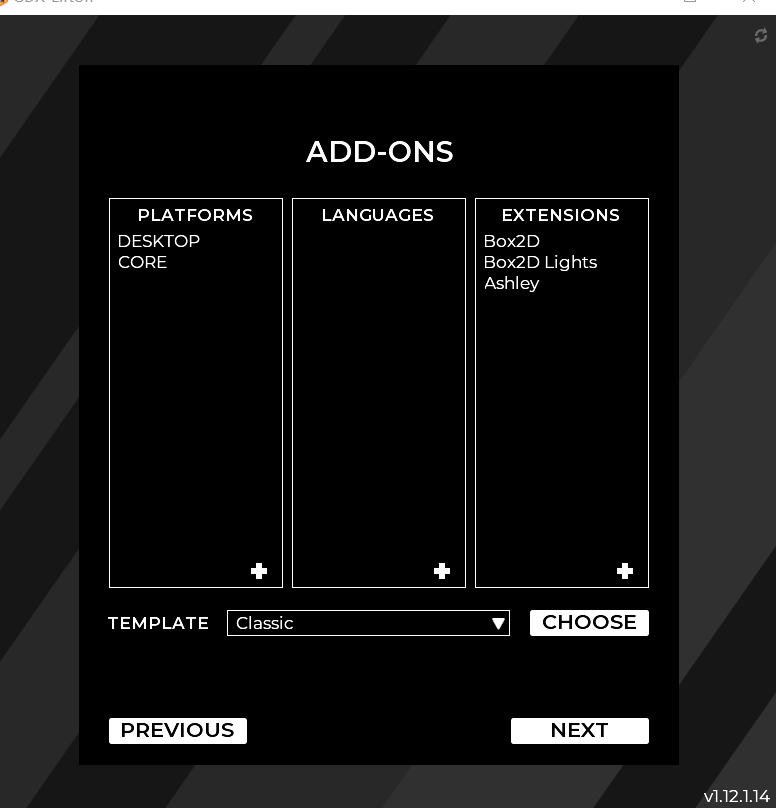 ADD-ONS
PLATFORMS
DESKTOP
CORE
LANGUAGES
EXTENSIONS
Box2D
Box2D Lights
Ashley
TEMPLATE
Classic
CHOOSE
PREVIOUS
NEXT
v1.12.1.14